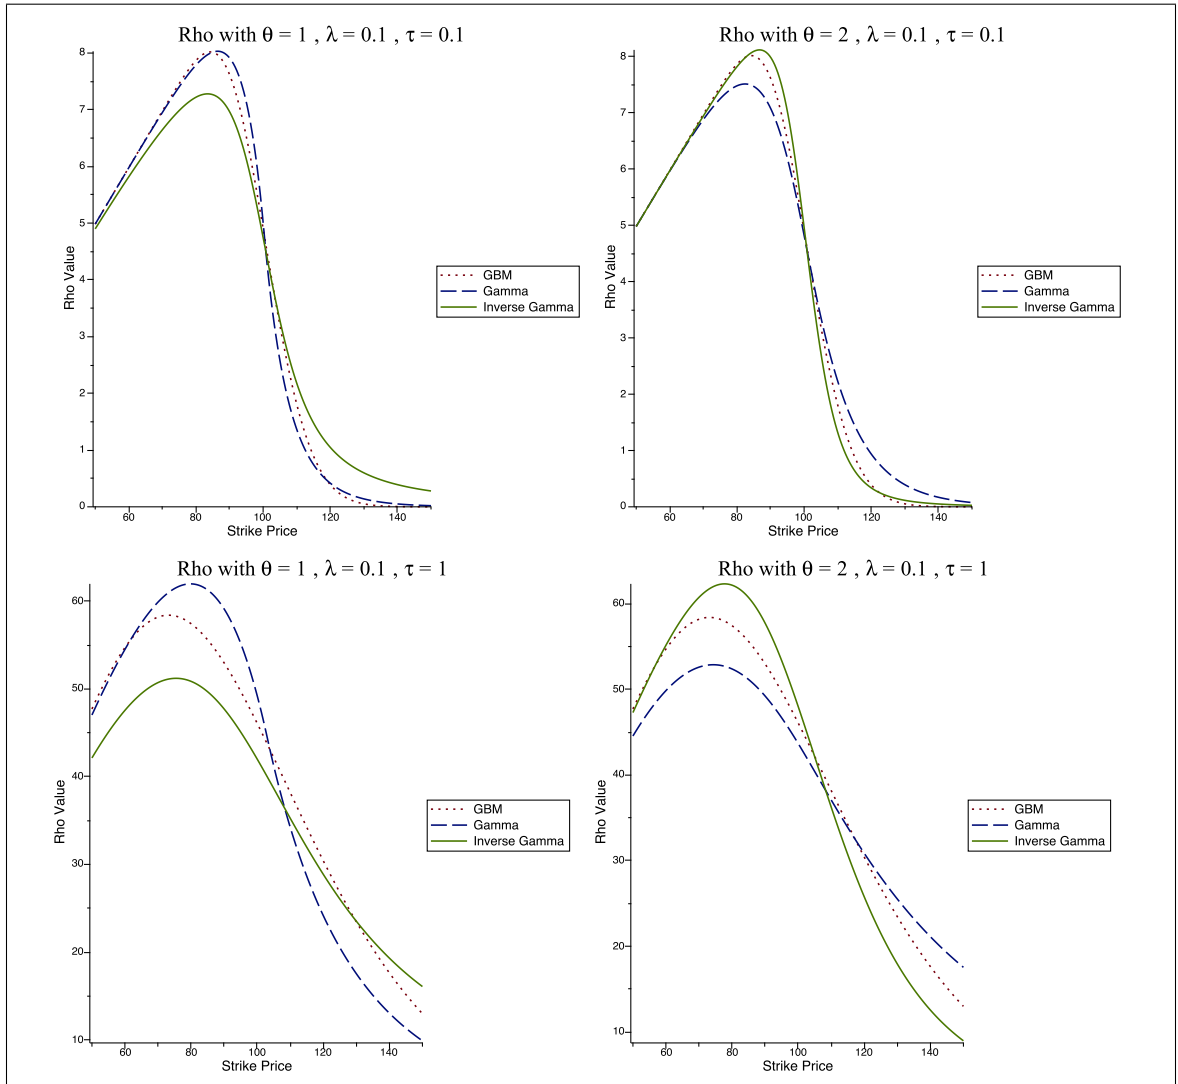 Rho with θ = 1 , λ = 0.1 , τ = 0.1
8
7
6
5
4
3
2
1
0
Rho Value
60 80 100 120 140
Strike Price
GBM
Gamma
Inverse Gamma
Rho with θ = 2 , λ = 0.1 , τ = 0.1
8
7
6
5
4
3
2
1
0
Rho Value
60 80 100 120 140
Strike Price
GBM
Gamma
Inverse Gamma
Rho with θ = 1 , λ = 0.1 , τ = 1
60
50
40
30
20
10
Rho Value
60 80 100 120 140
Strike Price
GBM
Gamma
Inverse Gamma
Rho with θ = 2 , λ = 0.1 , τ = 1
60
50
40
30
20
10
Rho Value
60 80 100 120 140
Strike Price
GBM
Gamma
Inverse Gamma